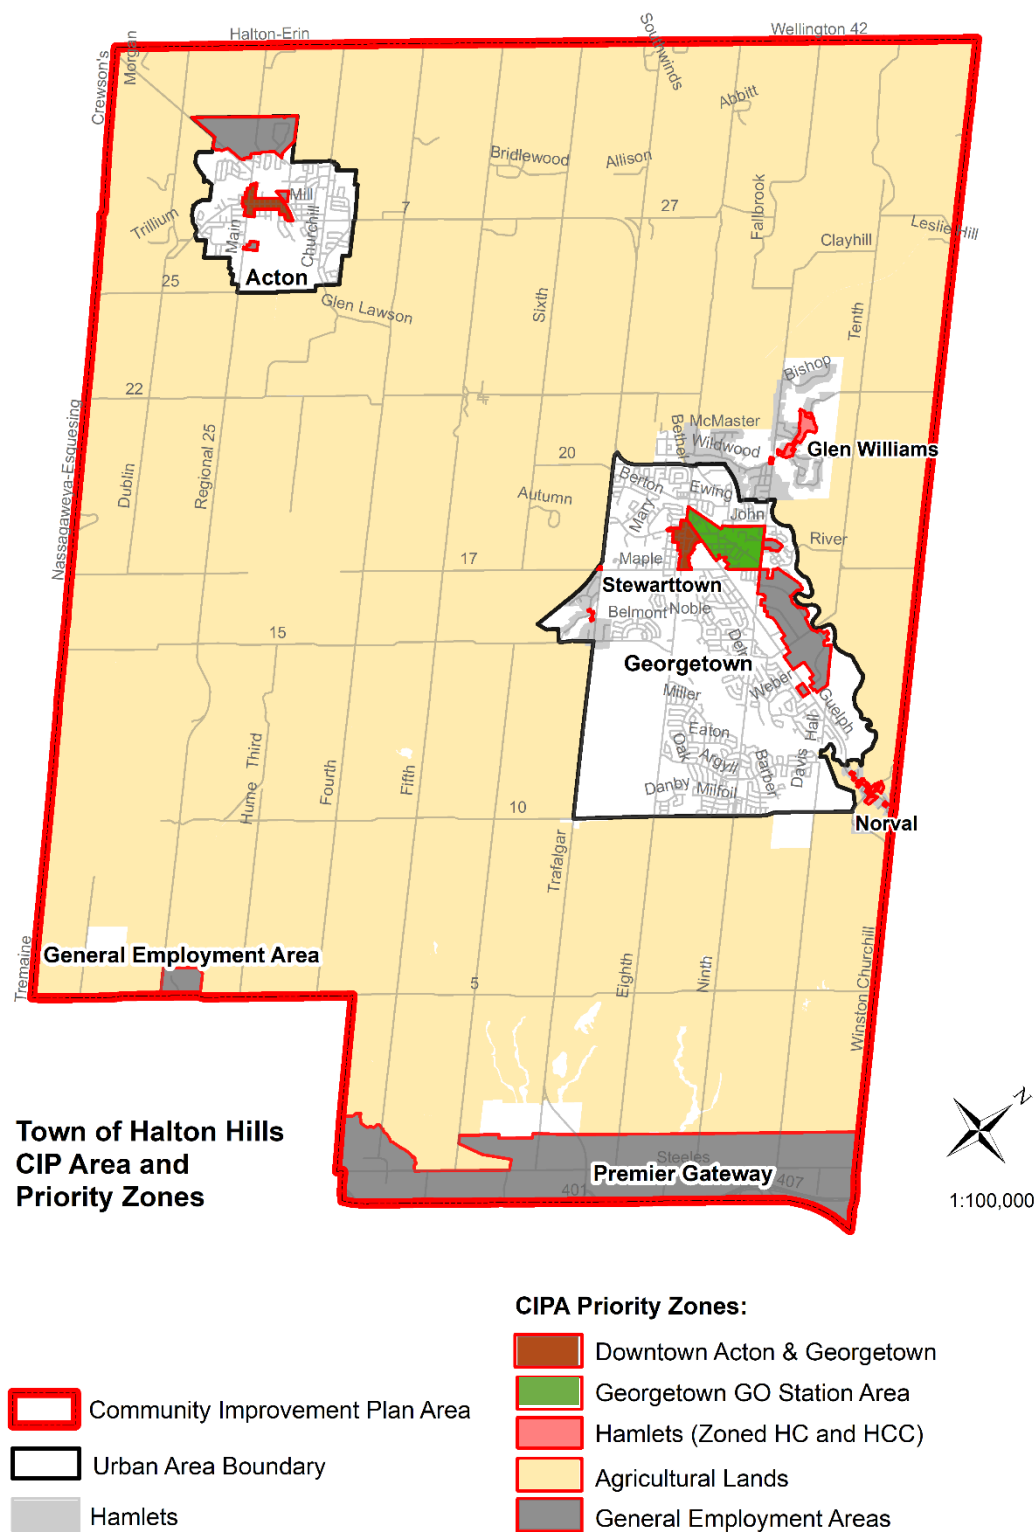 Halton-Erin
Wellington 42
Crewson's
Morgan
Southwinds
Abbitt
Bridlewood
Allison
Fallbrook
Mill
Trillium
Main
Churchill
7
27
Leslie Hill
Clayhill
Acton
25
Glen Lawson
Sixth
Tenth
22
Bishop
Nassagaweya-Esquesing
Dublin
Regional 25
Bethel
McMaster
Wildwood
Glen Williams
20
Berton
Ewing
Autumn
Mary
John
River
17
Maple
Stewarttown
Belmont
Noble
15
Georgetown
Weber
Guelph
Miller
Hall
Eaton
Oak
Argyll
Barber
Davis
Danby
Milfoil
Hume
Third
Fourth
Fifth
10
Norval
Trafalgar
Tremaine
General Employment Area
5
Eighth
Ninth
Winston Churchill
Town of Halton Hills
CIP Area and
Priority Zones
N
1:100,000
Steeles
Premier Gateway
401
407
CIPA Priority Zones:
Downtown Acton & Georgetown
Georgetown GO Station Area
Hamlets (Zoned HC and HCC)
Agricultural Lands
General Employment Areas
Community Improvement Plan Area
Urban Area Boundary
Hamlets